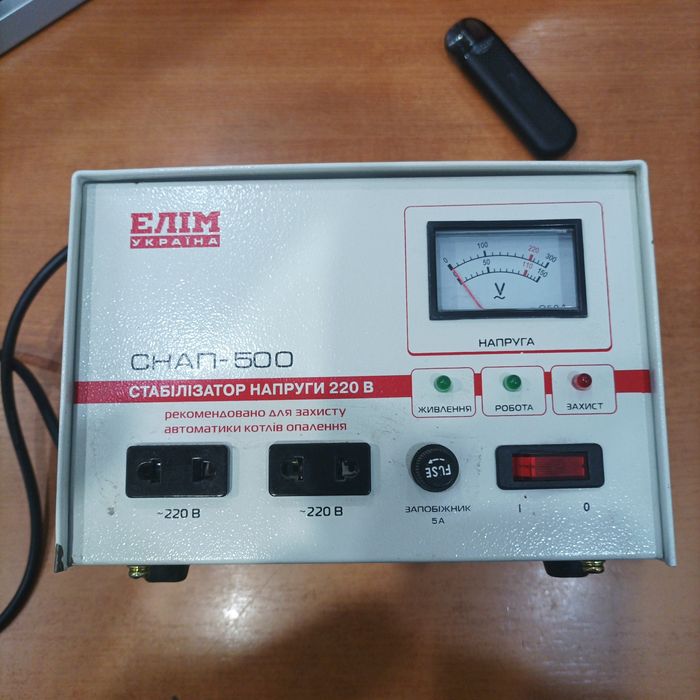 ЕЛІМ
УКРАЇНА
0 100 220 300
50 110 150
V
~
НАПРУГА
СНАП-500
СТАБІЛІЗАТОР НАПРУГИ 220 В
рекомендовано для захисту
автоматики котлів опалення
ЖИВЛЕННЯ
РОБОТА
ЗАХИСТ
~220 В
~220 В
FUSE
ЗАПОБІЖНИК
5А
I
0